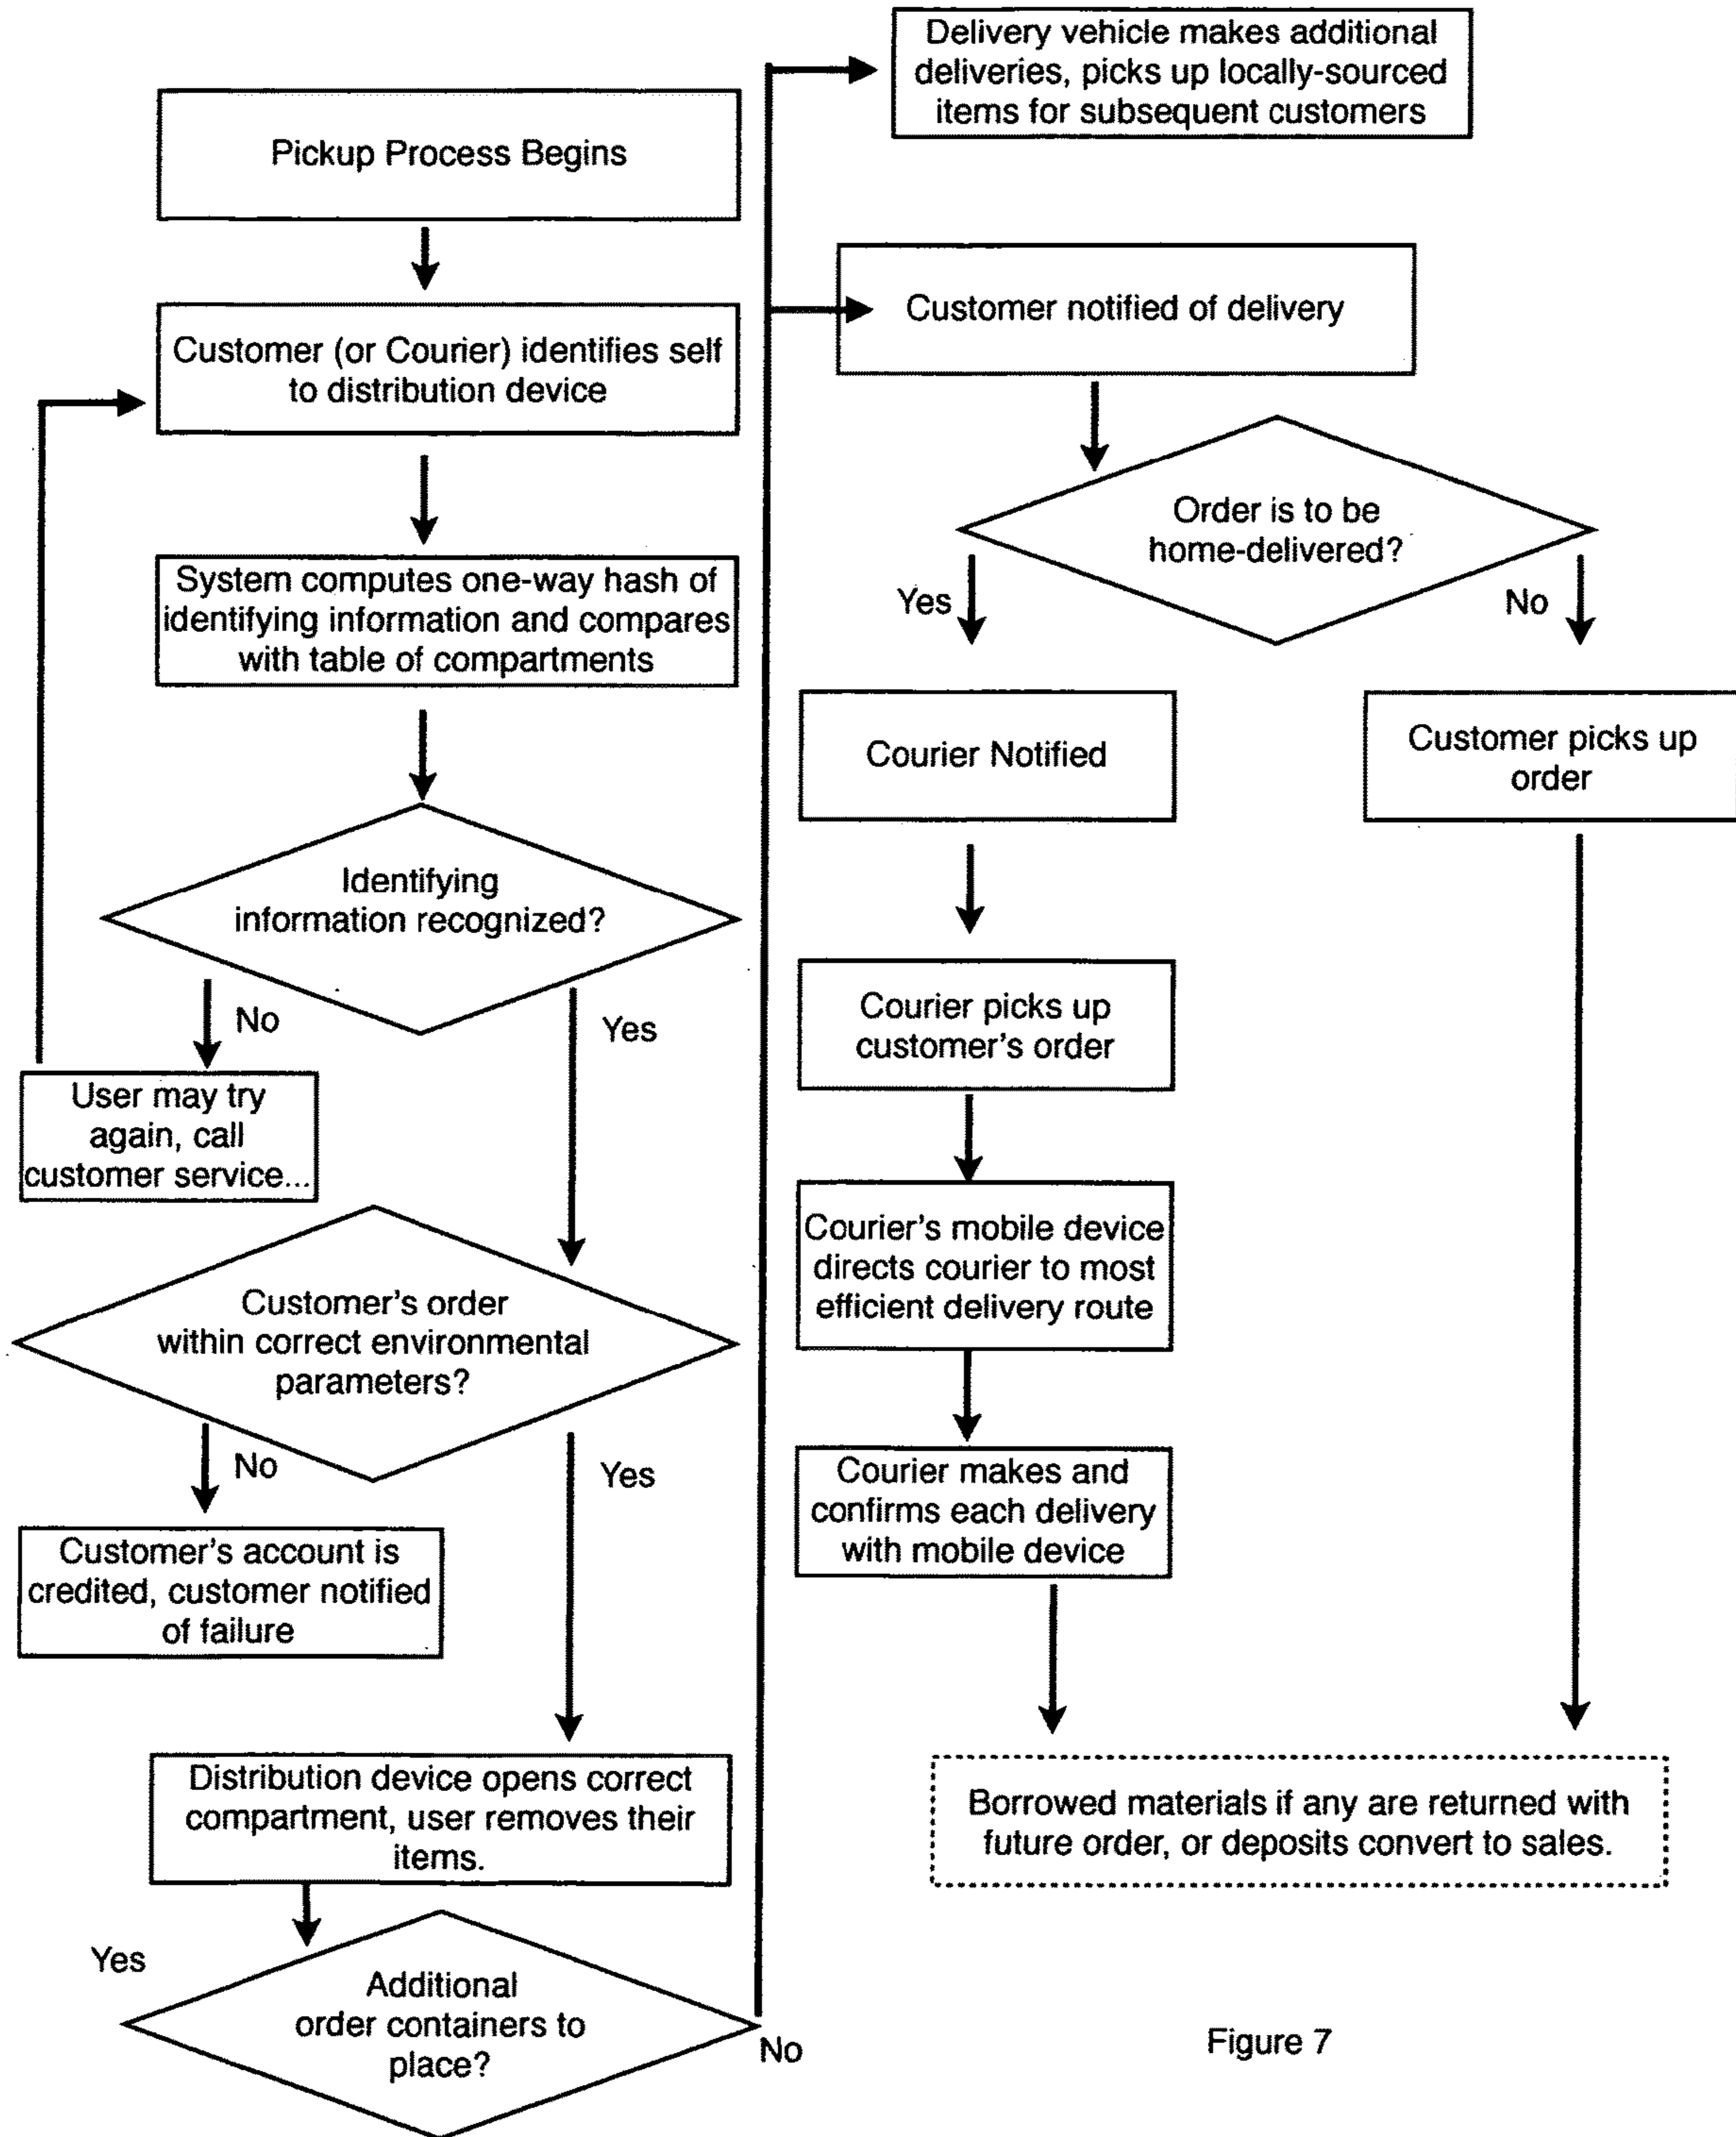 Pickup Process Begins
Customer (or Courier) identifies self
to distribution device
System computes one-way hash of
identifying information and compares
with table of compartments
Identifying
information recognized?
No
Yes
User may try
again, call
customer service...
Customer's order
within correct environmental
parameters?
No
Yes
Customer's account is
credited, customer notified
of failure
Distribution device opens correct
compartment, user removes their
items.
Yes
Additional
order containers to
place?
No
Delivery vehicle makes additional
deliveries, picks up locally-sourced
items for subsequent customers
Customer notified of delivery
Order is to be
home-delivered?
Yes
No
Courier Notified
Customer picks up
order
Courier picks up
customer's order
Courier's mobile device
directs courier to most
efficient delivery route
Courier makes and
confirms each delivery
with mobile device
Borrowed materials if any are returned with
future order, or deposits convert to sales.
Figure 7